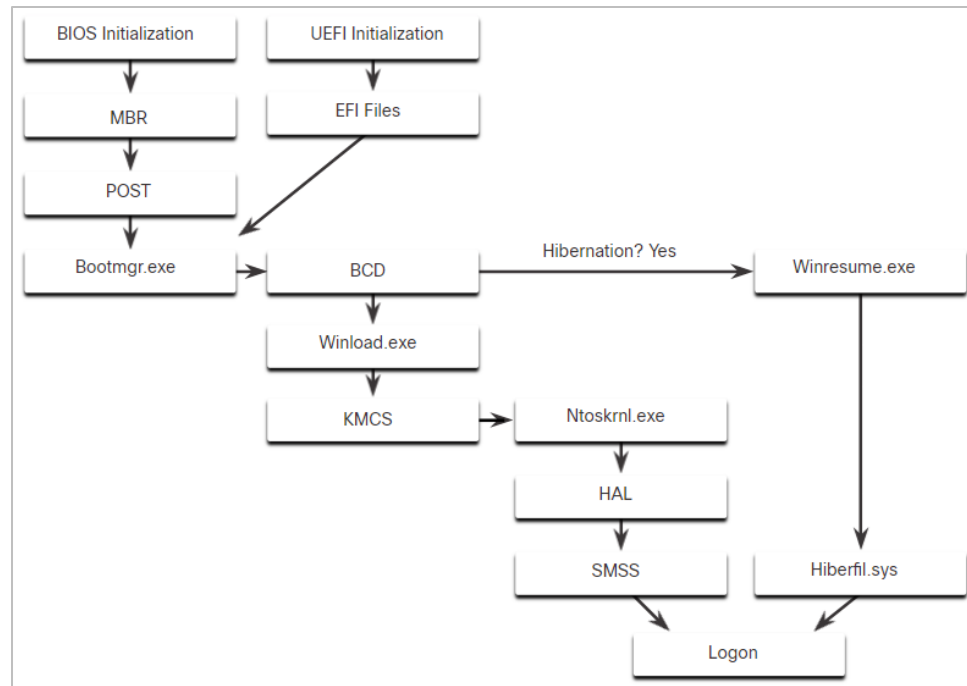 BIOS Initialization
UEFI Initialization
MBR
EFI Files
POST
Bootmgr.exe
BCD
Hibernation? Yes
Winresume.exe
Winload.exe
KMCS
Ntoskrnl.exe
HAL
SMSS
Hiberfil.sys
Logon